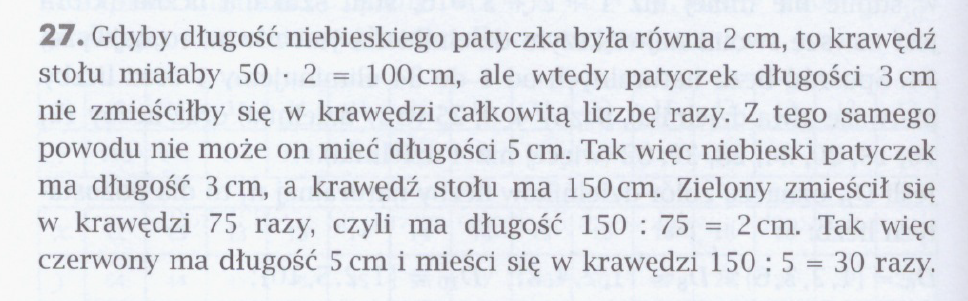 27. Gdyby długość niebieskiego patyczka była równa 2 cm, to krawędź
stołu miałaby 50 · 2 = 100cm, ale wtedy patyczek długości 3 cm
nie zmieściłby się w krawędzi całkowitą liczbę razy. Z tego samego
powodu nie może on mieć długości 5 cm. Tak więc niebieski patyczek
ma długość 3 cm, a krawędź stołu ma 150 cm. Zielony zmieścił się
w krawędzi 75 razy, czyli ma długość 150 : 75 = 2 cm. Tak więc
czerwony ma długość 5 cm i mieści się w krawędzi 150 : 5 = 30 razy.